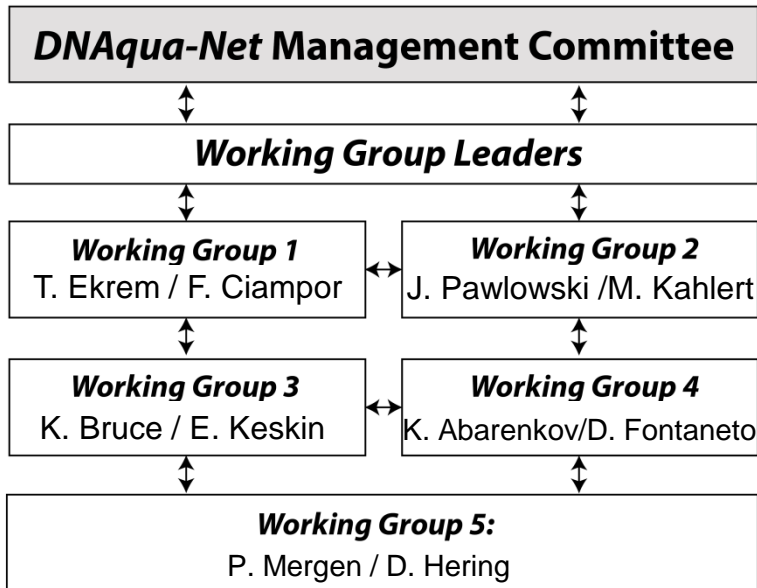 DNAqua-Net Management Committee
Working Group Leaders
Working Group 1
T. Ekrem / F. Ciampor
Working Group 2
J. Pawlowski /M. Kahlert
Working Group 3
K. Bruce / E. Keskin
Working Group 4
K. Abarenkov/D. Fontaneto
Working Group 5:
P. Mergen / D. Hering